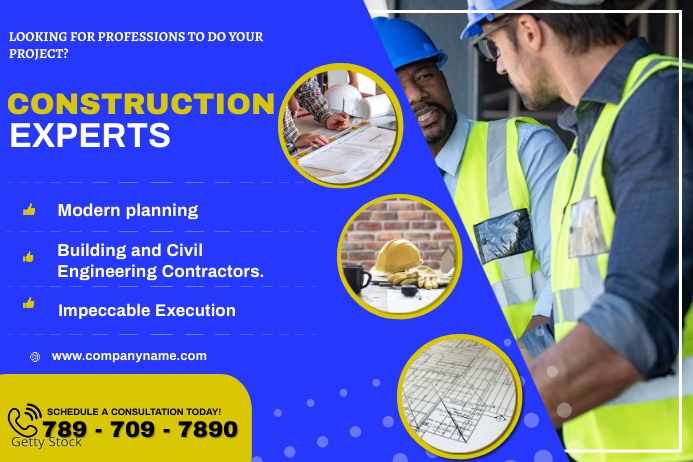 LOOKING FOR PROFESSIONS TO DO YOUR
PROJECT?
CONSTRUCTION
EXPERTS
Modern planning
Building and Civil
Engineering Contractors.
Impeccable Execution
www.companyname.com
SCHEDULE A CONSULTATION TODAY!
789 - 709 - 7890
Getty Stock